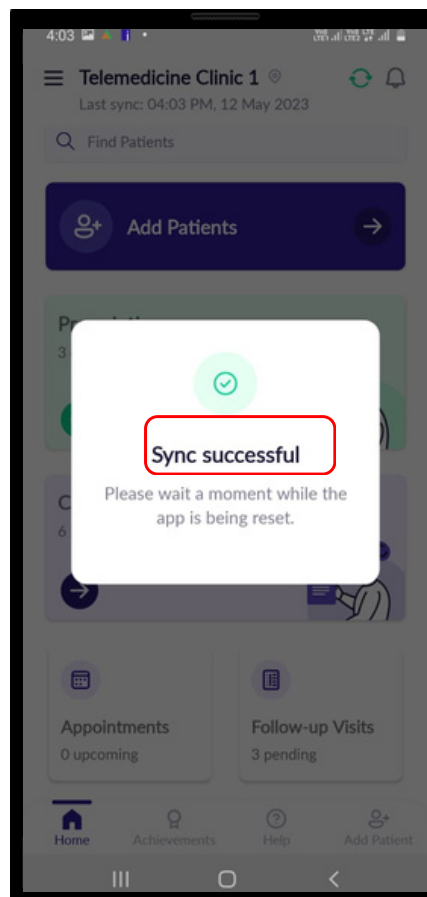 4:03
Telemedicine Clinic 1
Last sync: 04:03 PM, 12 May 2023
Find Patients
Add Patients
3
Sync successful
Please wait a moment while the
app is being reset.
6
Appointments
0 upcoming
Follow-up Visits
3 pending
Home
Achievements
Help
Add Patient